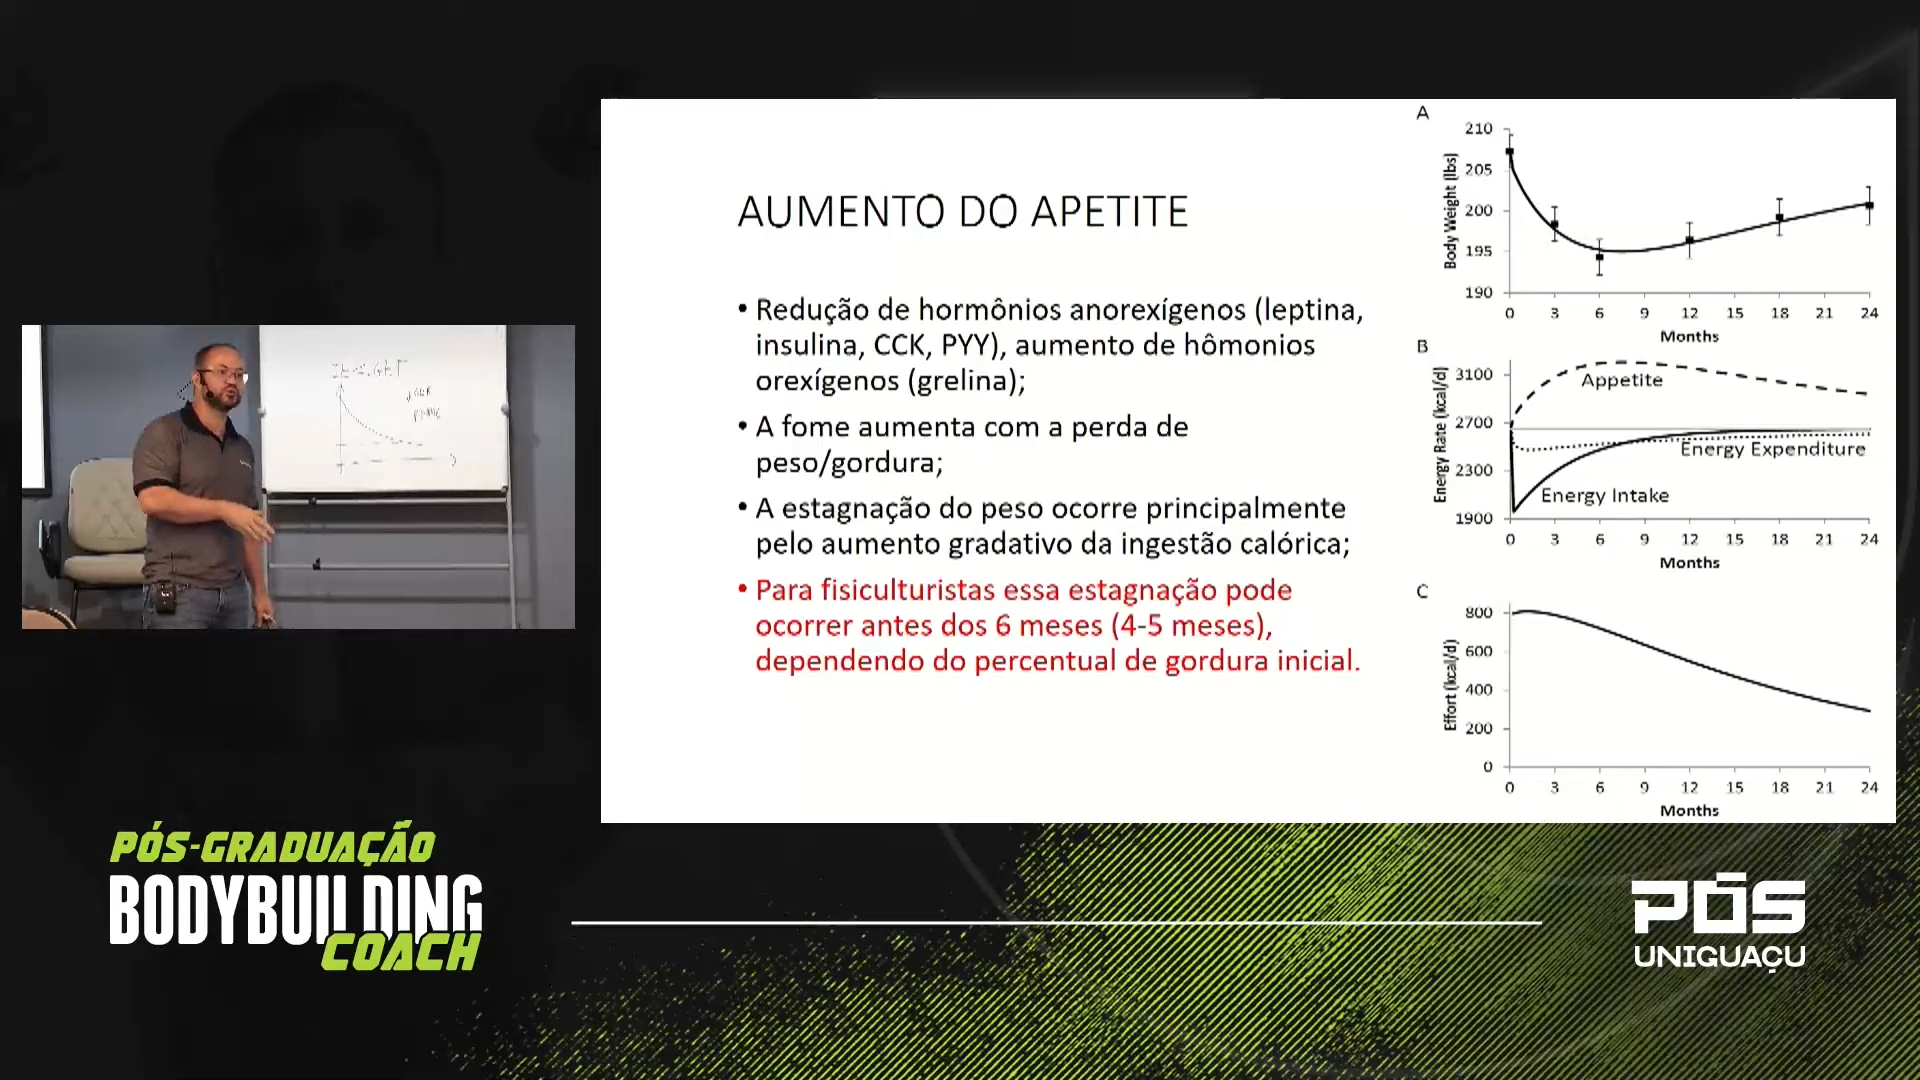 AUMENTO DO APETITE
• Redução de hormônios anorexígenos (leptina,
insulina, CCK, PYY), aumento de hômonios
orexígenos (grelina);
• A fome aumenta com a perda de
peso/gordura;
• A estagnação do peso ocorre principalmente
pelo aumento gradativo da ingestão calórica;
• Para fisiculturistas essa estagnação pode
ocorrer antes dos 6 meses (4-5 meses),
dependendo do percentual de gordura inicial.
A
Body Weight (lbs)
210
205
200
195
190
0 3 6 9 12 15 18 21 24
Months
B
Energy Rate (kcal/d)
3100
2700
2300
1900
Appetite
Energy Expenditure
Energy Intake
0 3 6 9 12 15 18 21 24
Months
C
Effort (kcal/d)
800
600
400
200
0
0 3 6 9 12 15 18 21 24
Months
PÓS-GRADUAÇÃO
BODYBUILDING
COACH
PÓS
UNIGUAÇU